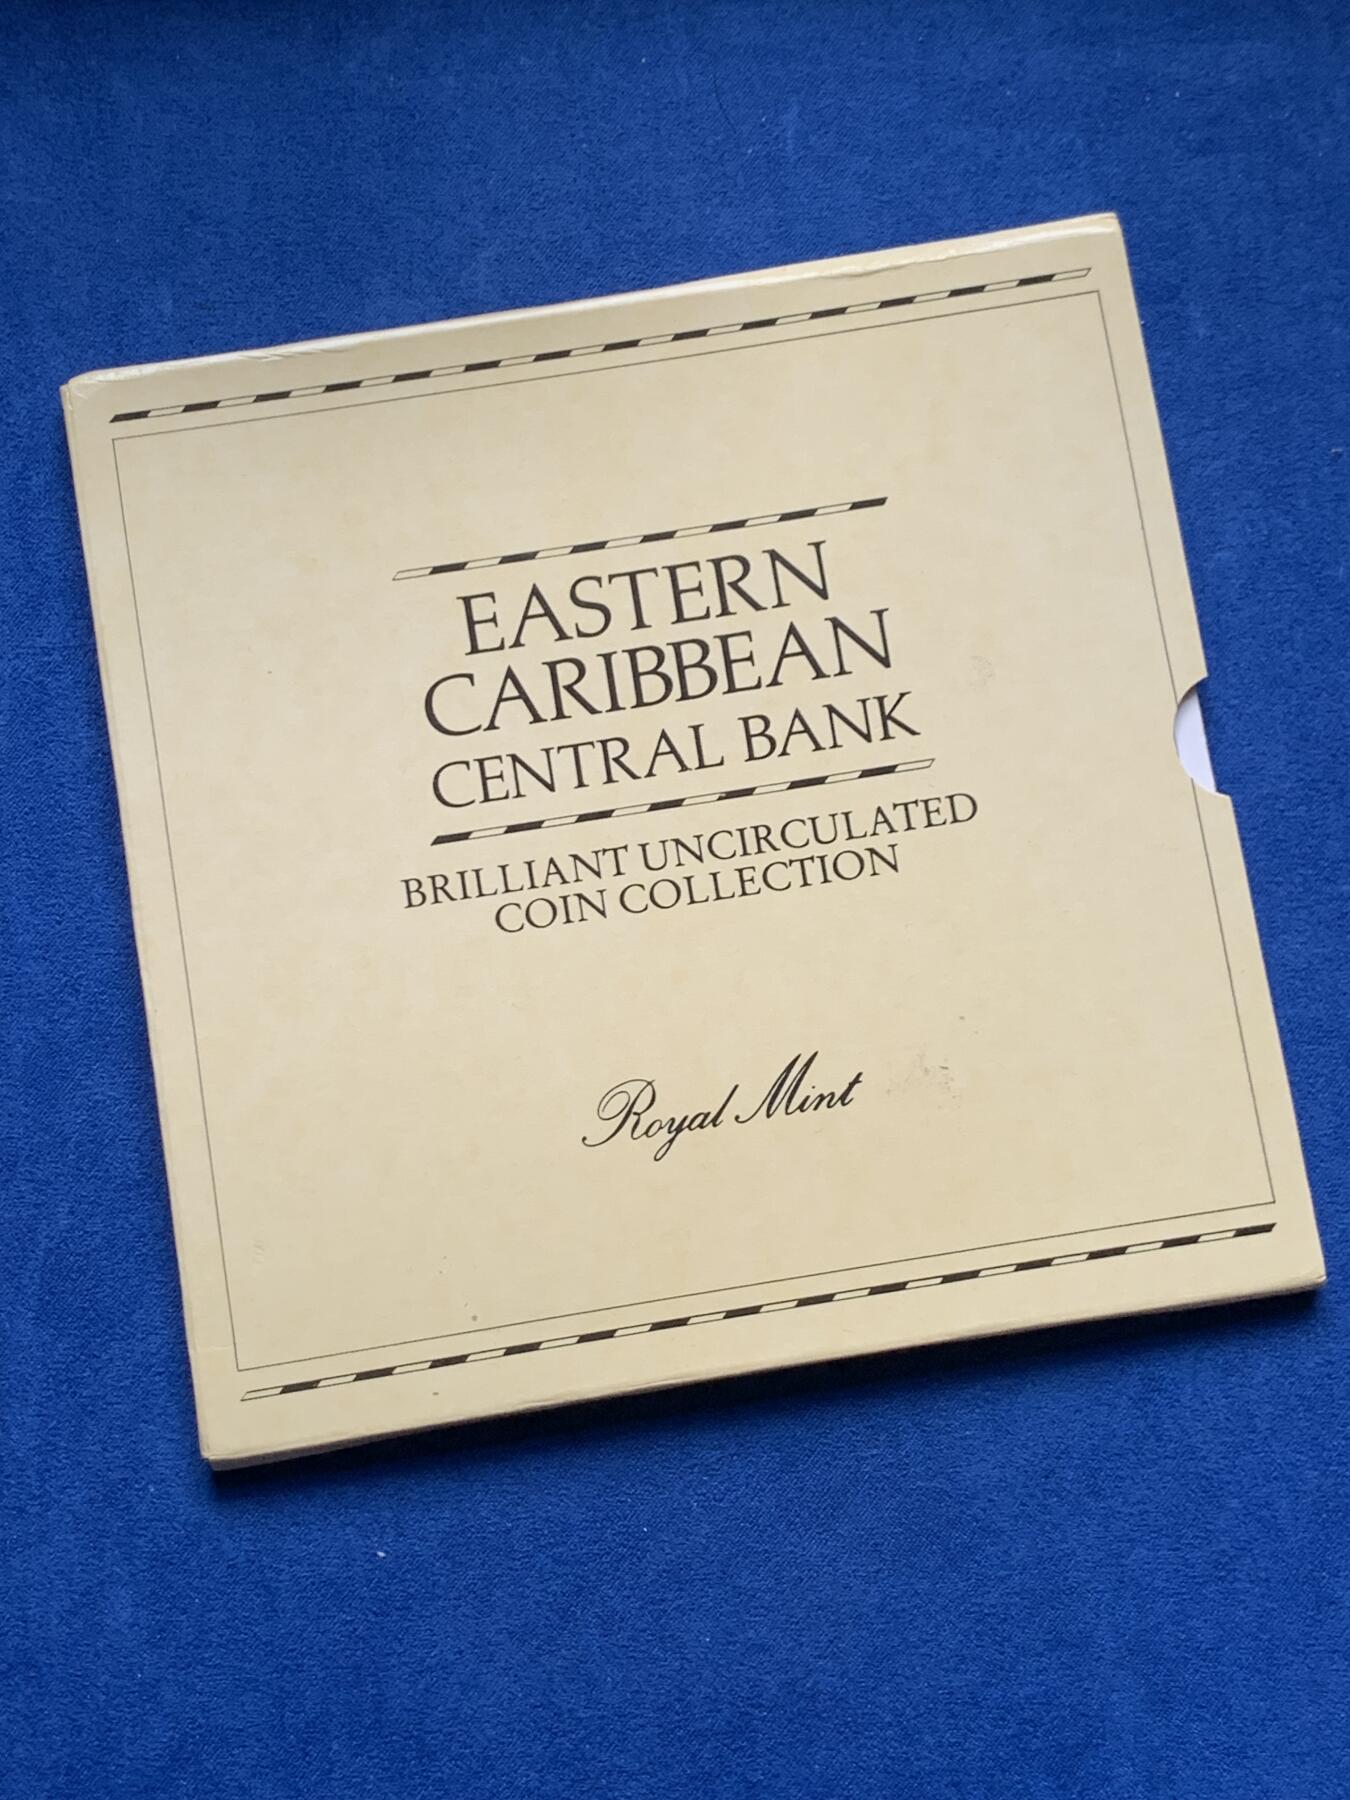 EASTERN
CARIBBEAN
CENTRAL BANK
BRILLIANT UNCIRCULATED
COIN COLLECTION
Royal Mint